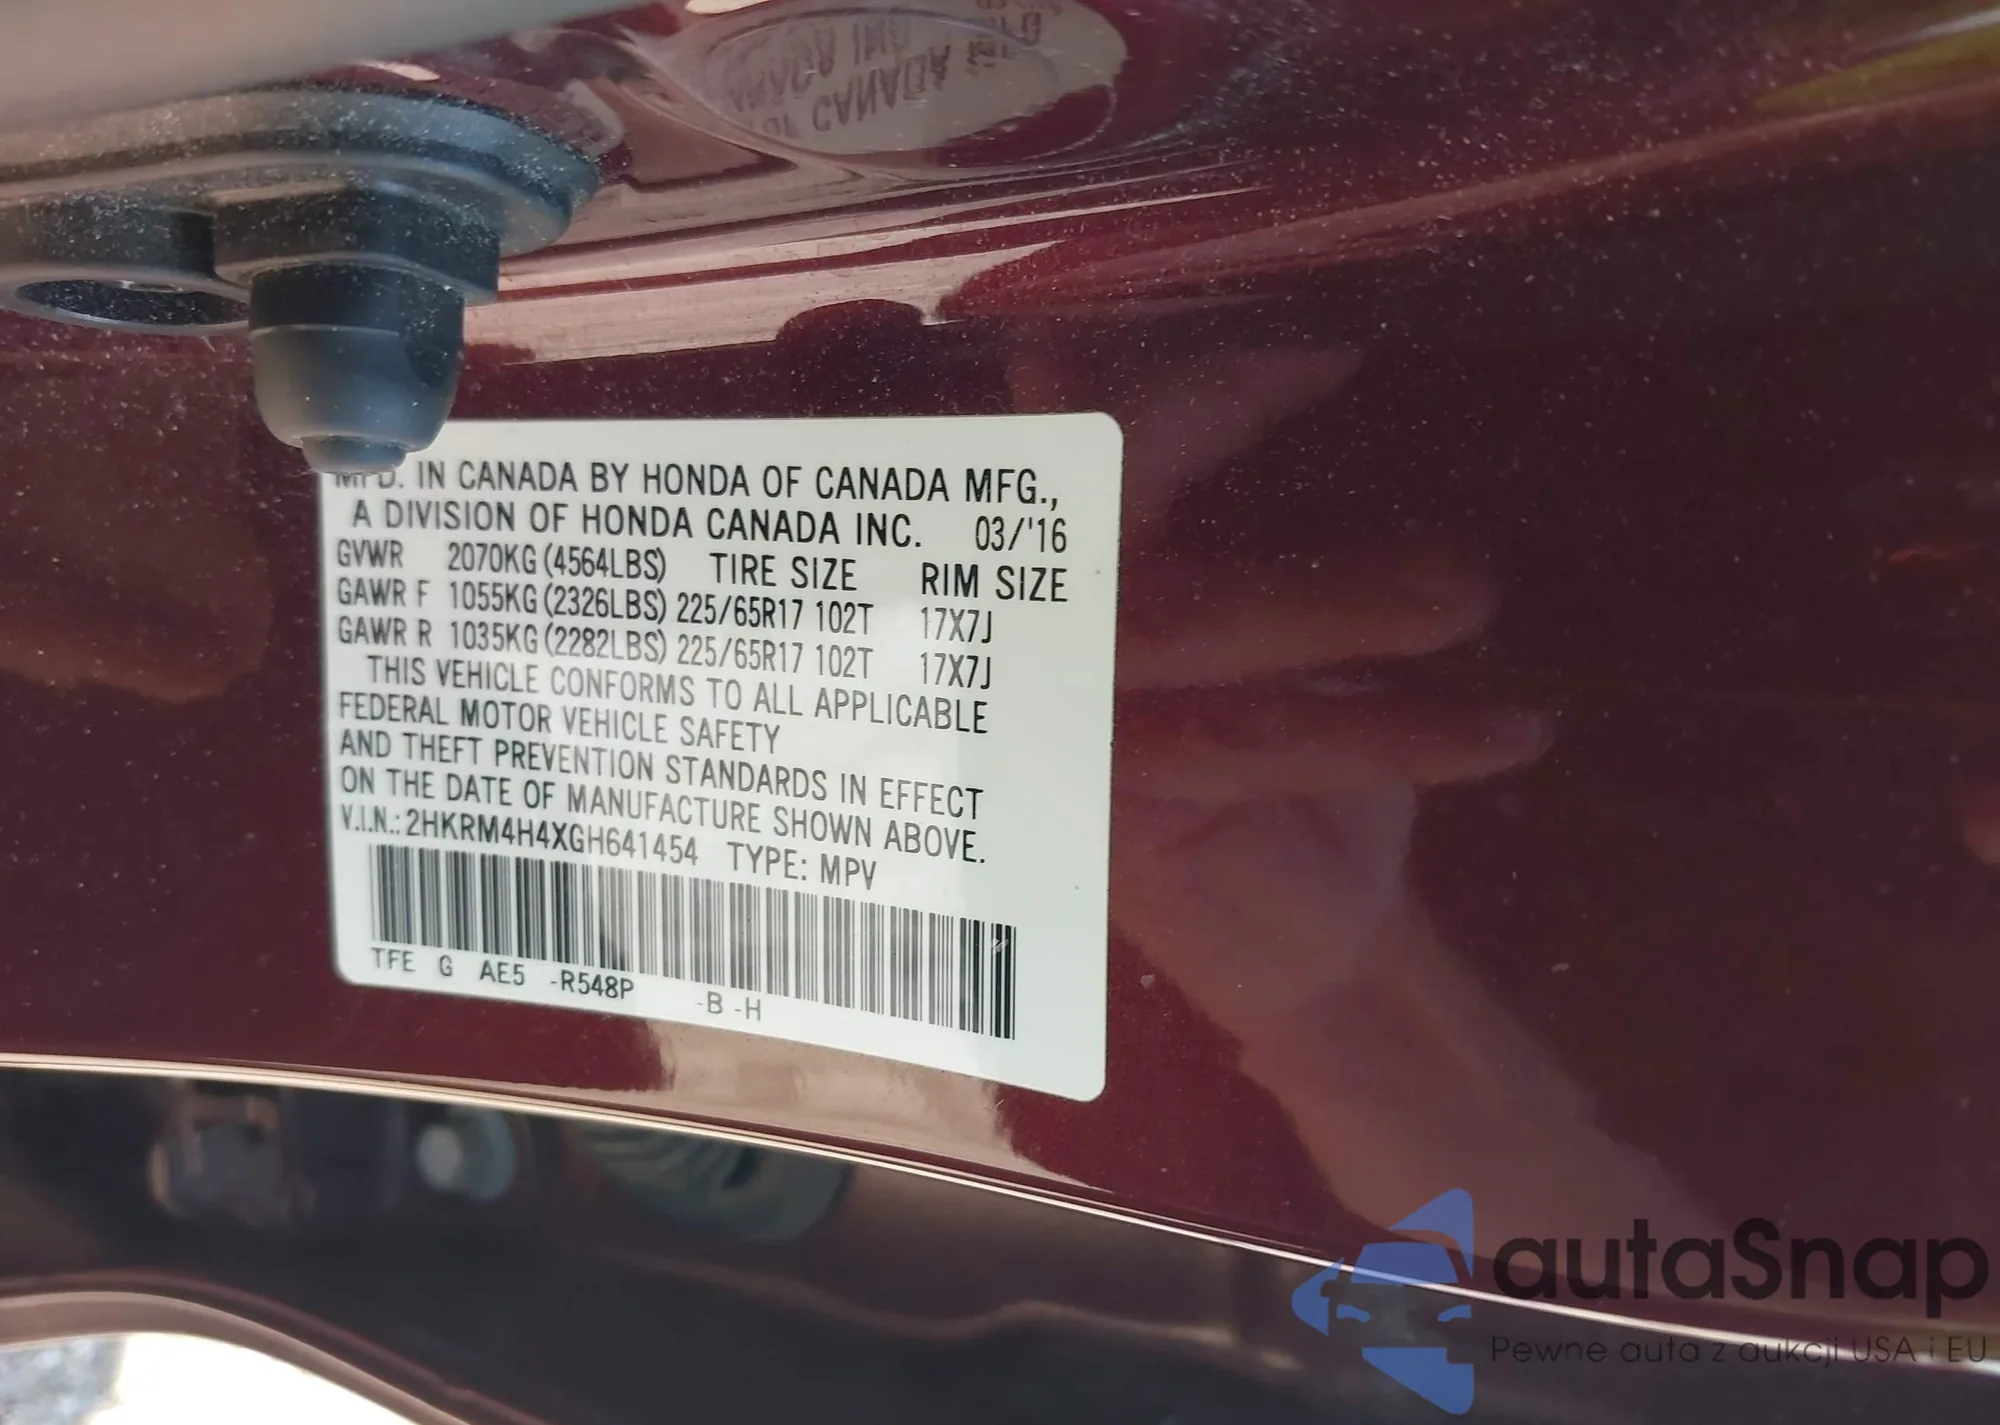 MFD. IN CANADA BY HONDA OF CANADA MFG.,
A DIVISION OF HONDA CANADA INC. 03/'16
GVWR 2070KG (4564LBS) TIRE SIZE RIM SIZE
GAWR F 1055KG (2326LBS) 225/65R17 102T 17X7J
GAWR R 1035KG (2282LBS) 225/65R17 102T 17X7J
THIS VEHICLE CONFORMS TO ALL APPLICABLE
FEDERAL MOTOR VEHICLE SAFETY
AND THEFT PREVENTION STANDARDS IN EFFECT
ON THE DATE OF MANUFACTURE SHOWN ABOVE.
V.I.N.: 2HKRM4H4XGH641454 TYPE: MPV
TFE G AE5 -R548P -B -H
autaSnap
Pewne auta z aukcji USA i EU